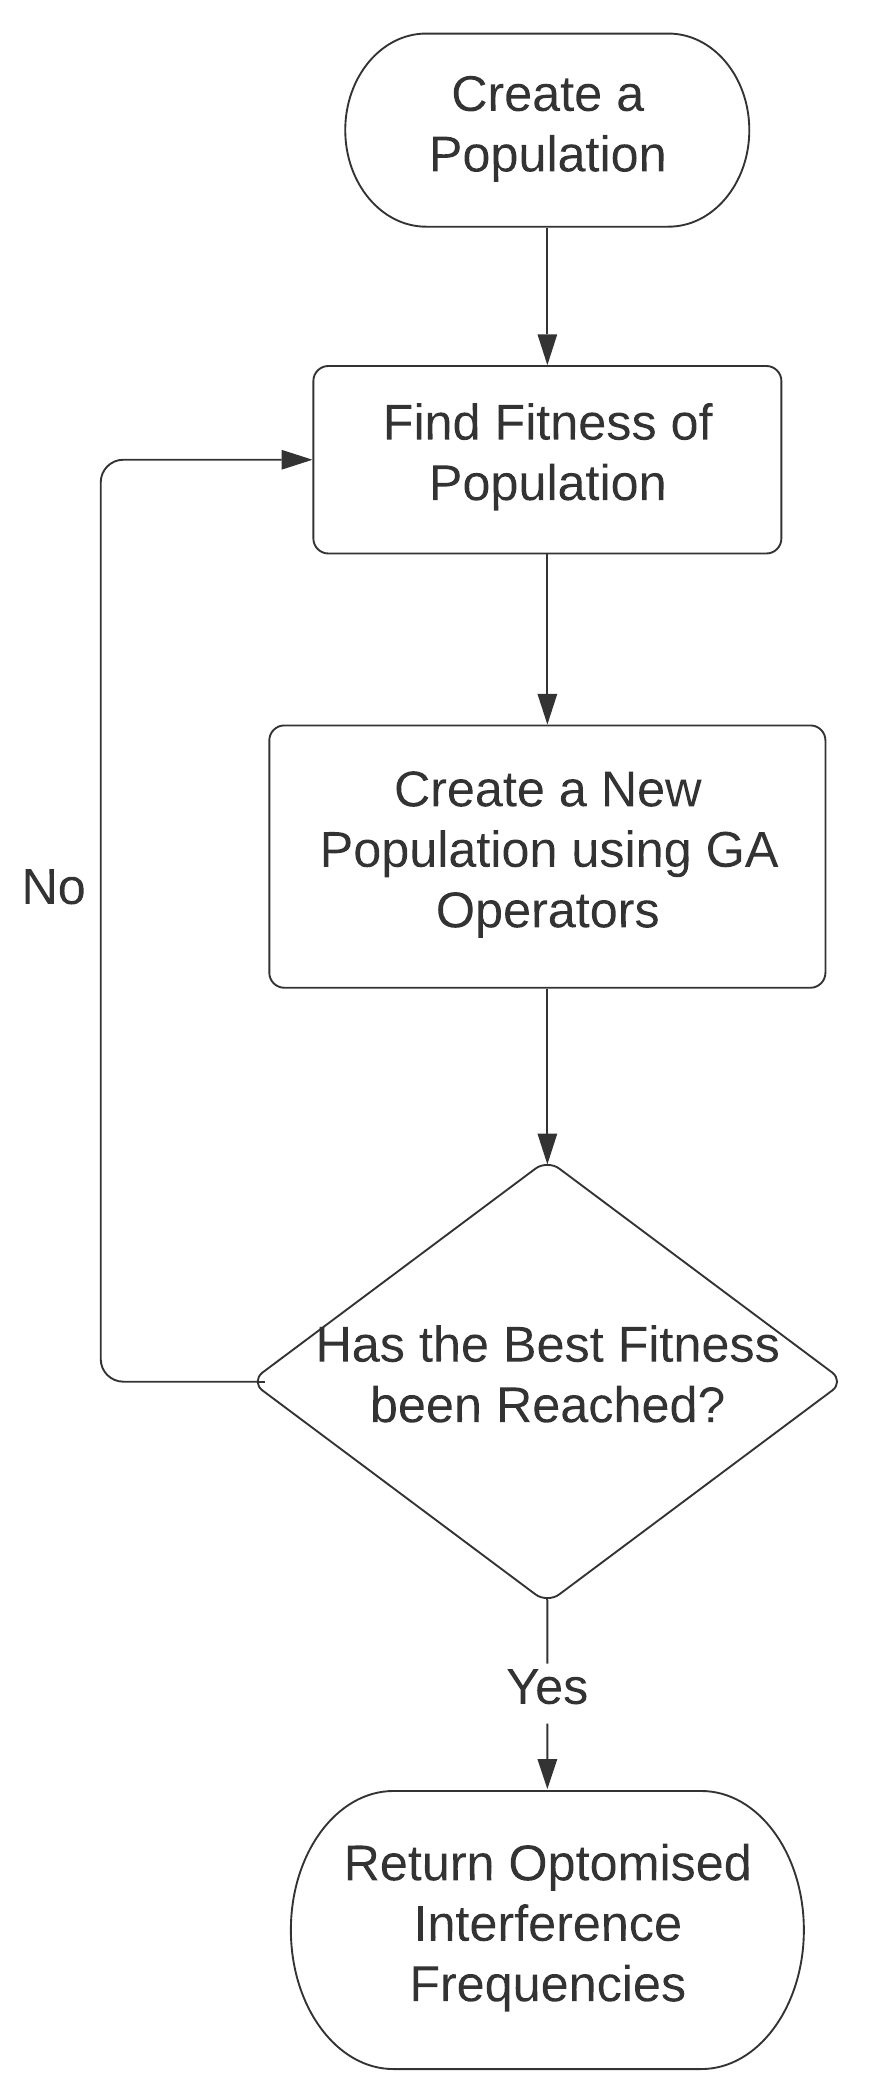 Create a
Population
Find Fitness of
Population
Create a New
Population using GA
Operators
No
Has the Best Fitness
been Reached?
Yes
Return Optomised
Interference
Frequencies